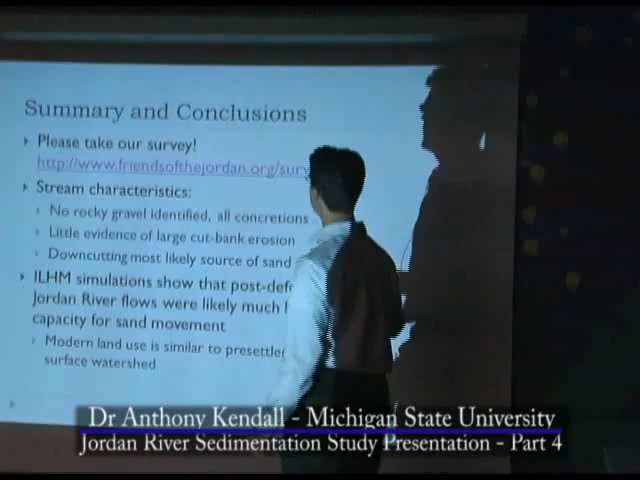 Summary and Conclusions
Please take our survey!
http://www.friendsofthejordan.org/surv
Stream characteristics:
No rocky gravel identified, all concretions
Little evidence of large cut-bank erosion
Downcutting most likely source of sand
ILHM simulations show that post-def
Jordan River flows were likely much
capacity for sand movement
Modern land use is similar to presettle
surface watershed
Dr Anthony Kendall - Michigan State University
Jordan River Sedimentation Study Presentation - Part 4